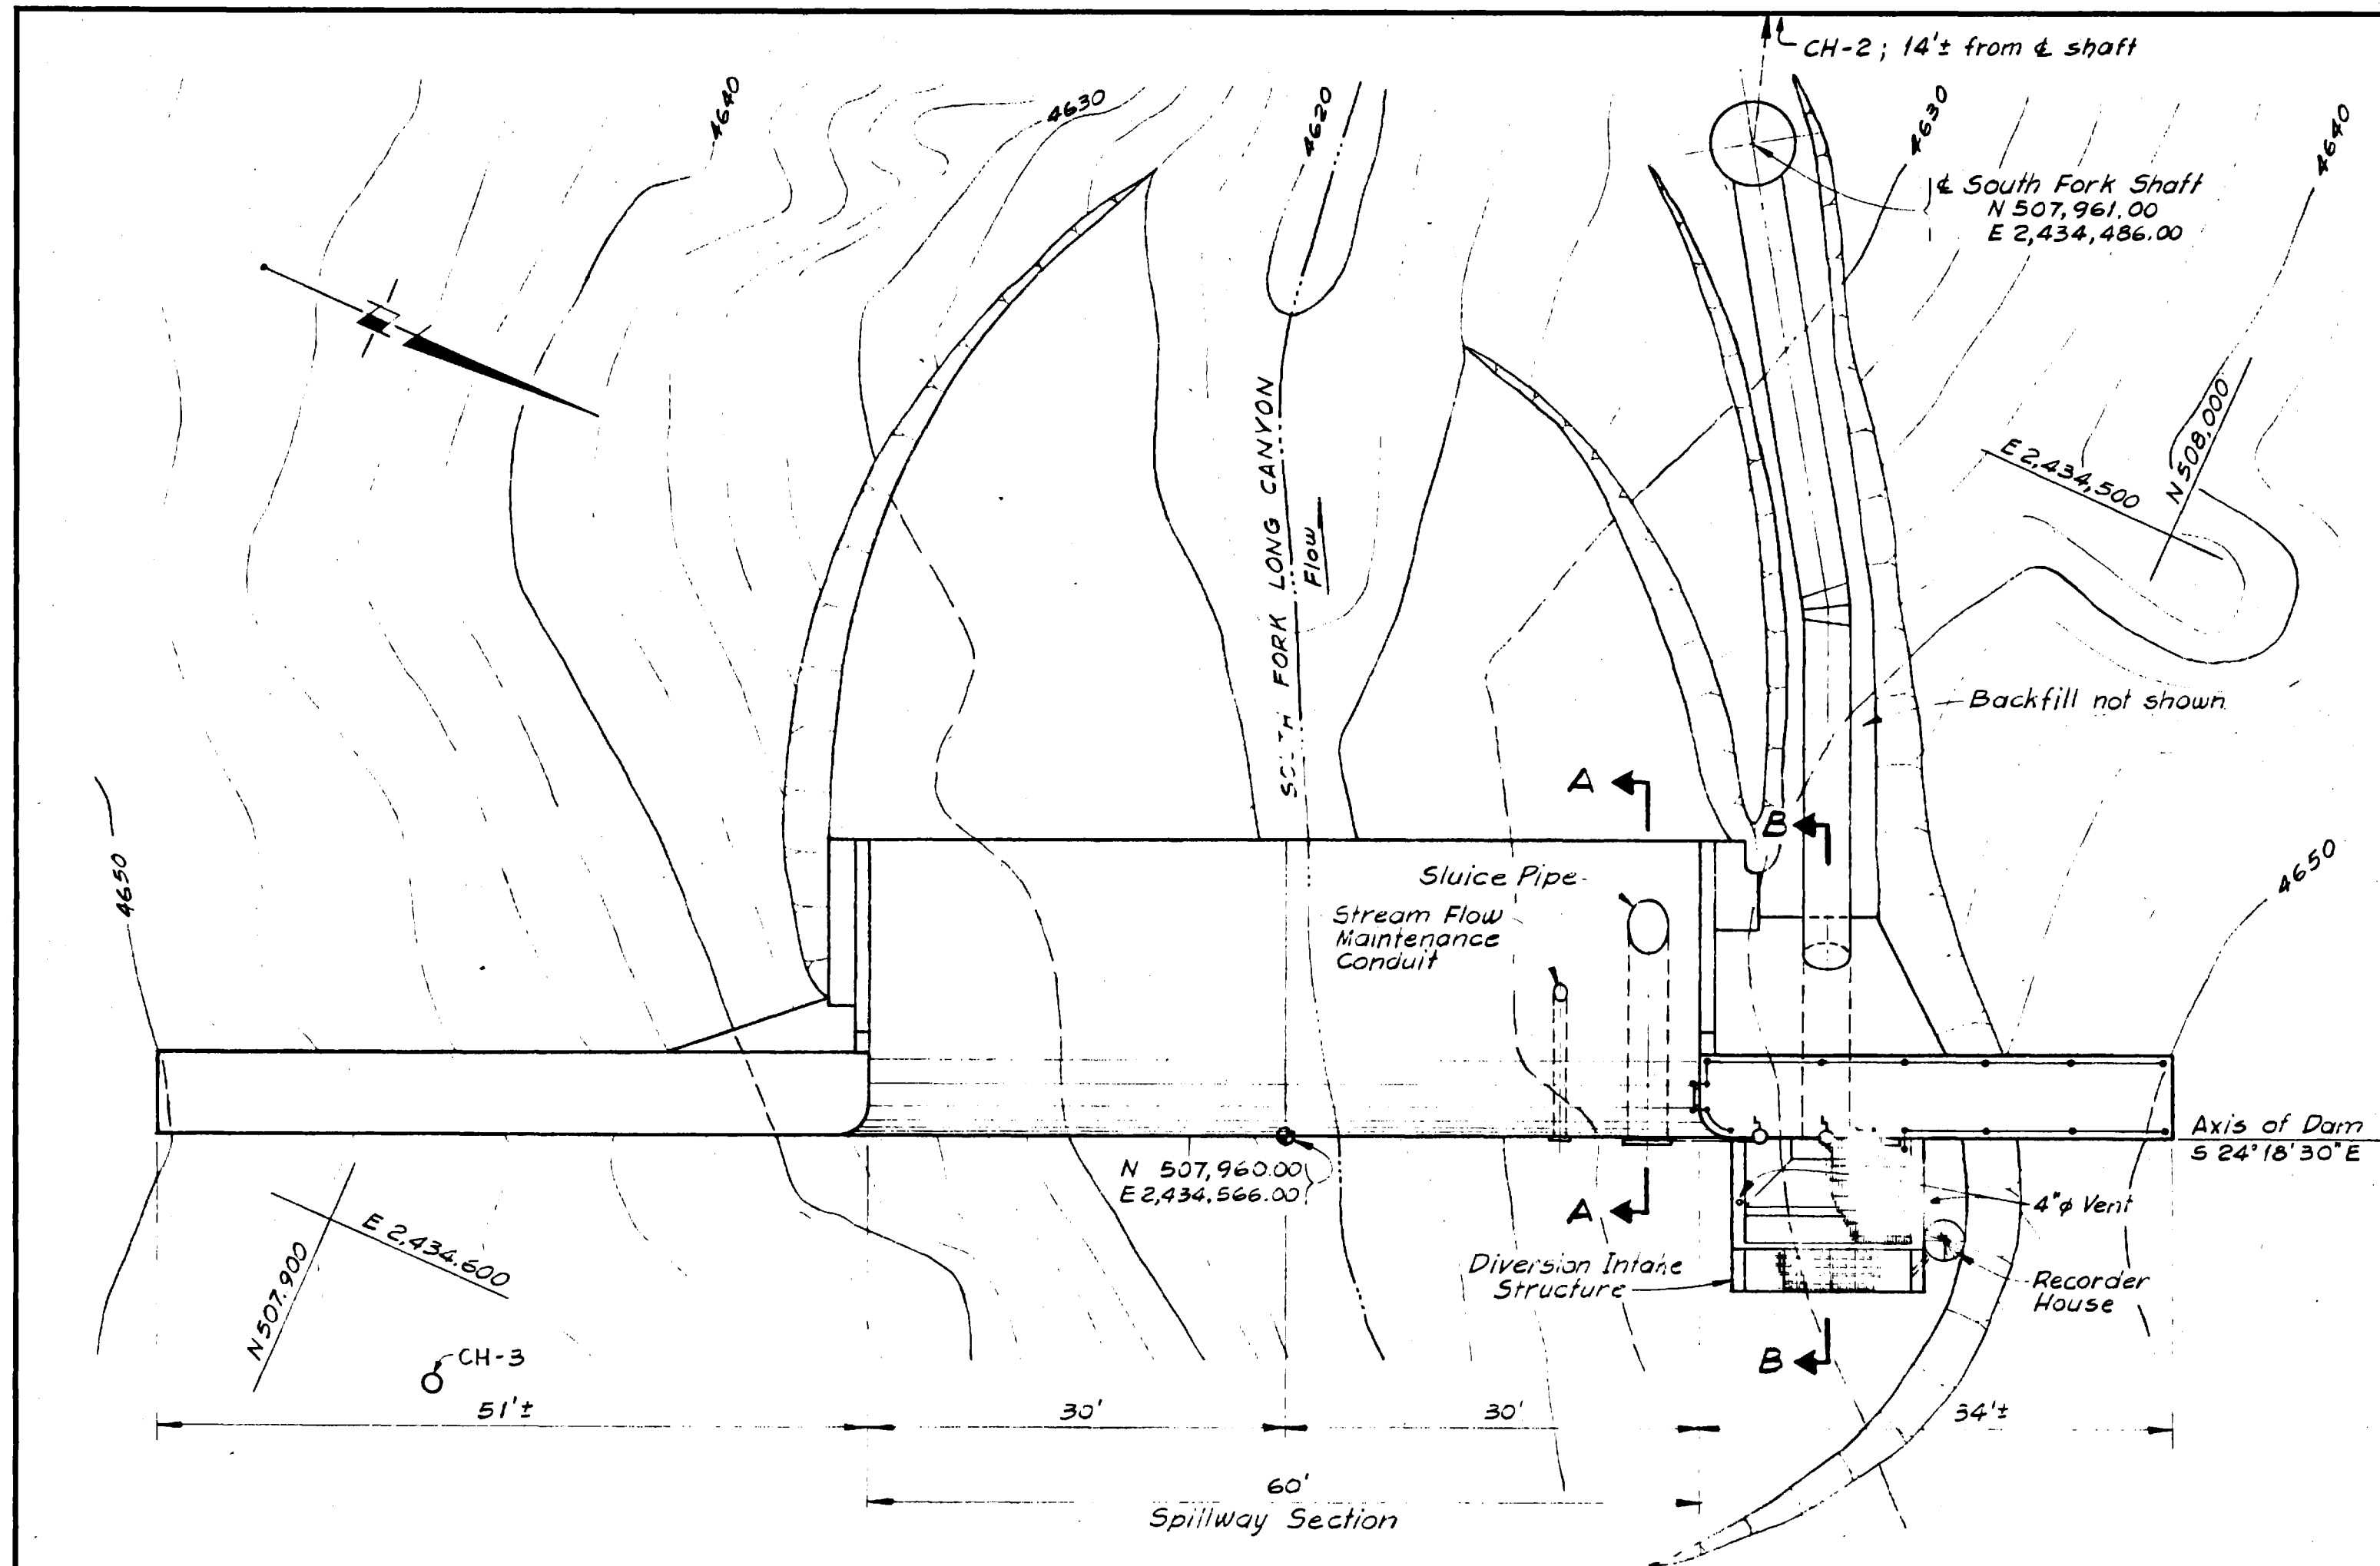 CH-2; 14'± from ℄ shaft
4640
4630
4620
4630
4640
℄ South Fork Shaft
N 507,961.00
E 2,434,486.00
SOUTH FORK LONG CANYON
Flow
E 2,434,500
N 508,000
Backfill not shown
A
B
4650
4650
Sluice Pipe
Stream Flow
Maintenance
Conduit
Axis of Dam
S 24°18'30"E
N 507,960.00
E 2,434,566.00
A
4"φ Vent
E 2,434,600
N 507,900
Diversion Intake
Structure
Recorder
House
CH-3
B
51'±
30'
30'
34'±
60'
Spillway Section